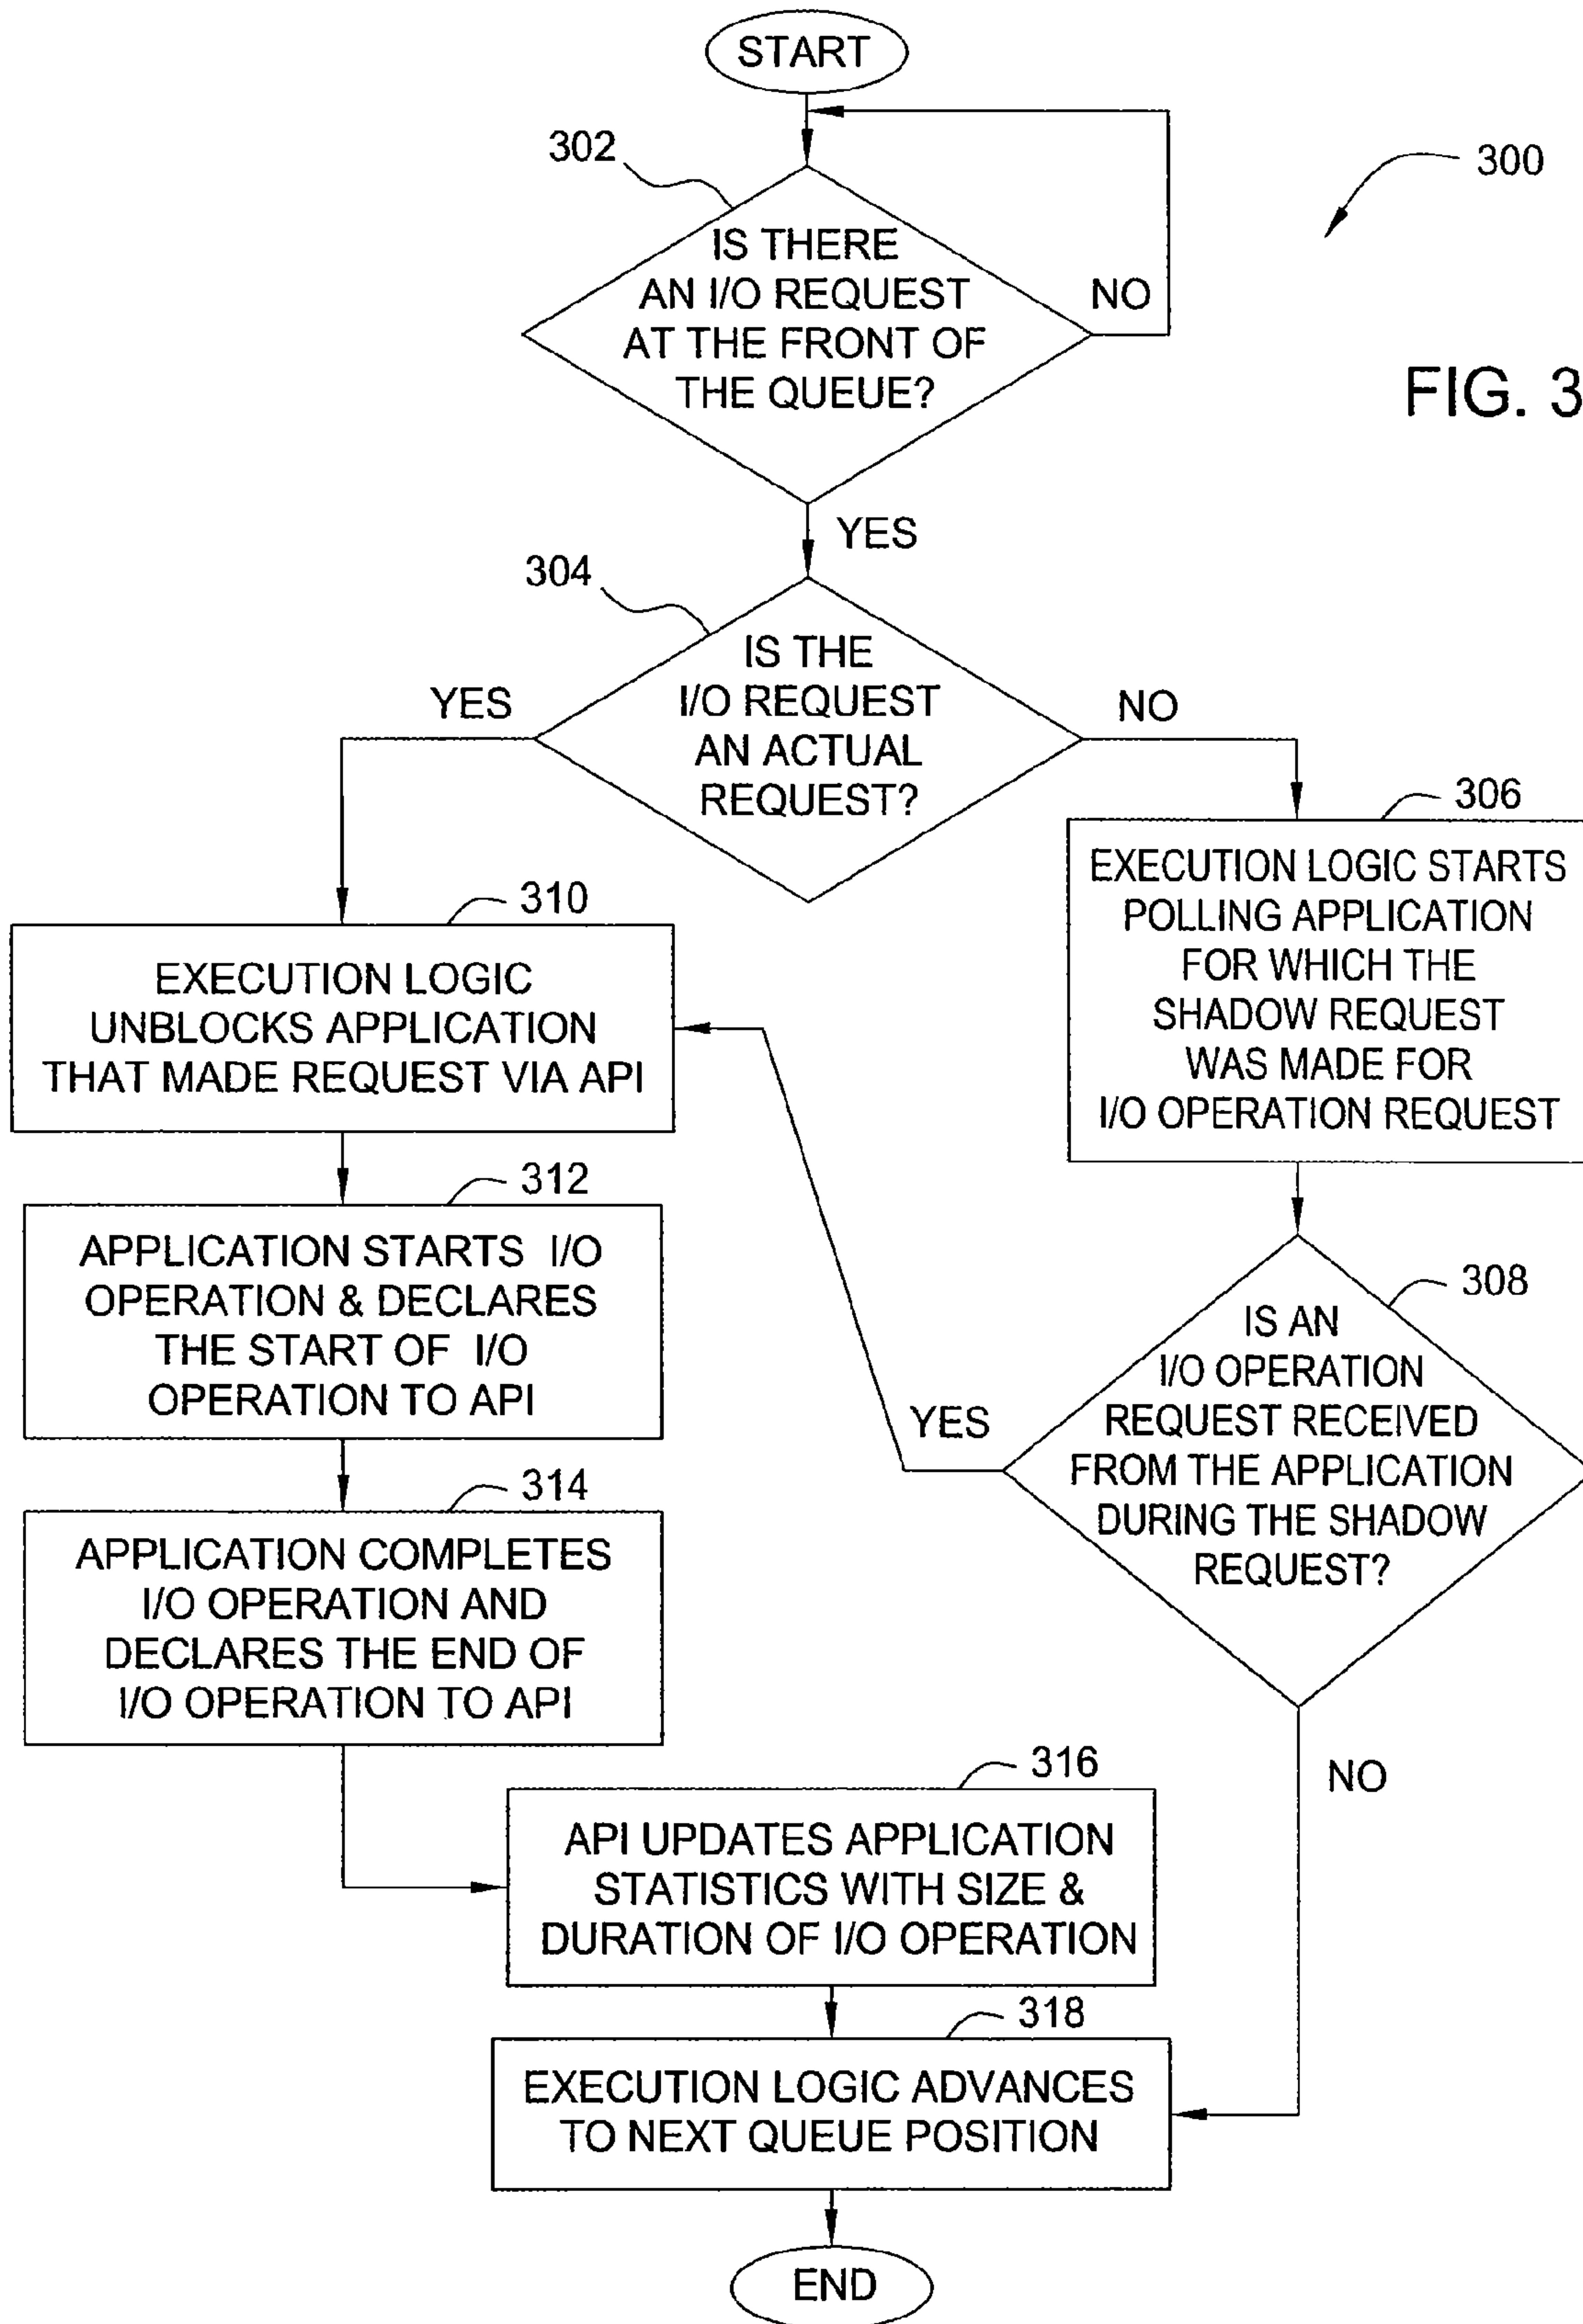 START
302
300
IS THERE
AN I/O REQUEST
AT THE FRONT OF
THE QUEUE?
NO
FIG. 3
YES
304
IS THE
I/O REQUEST
AN ACTUAL
REQUEST?
YES
NO
306
EXECUTION LOGIC STARTS
POLLING APPLICATION
FOR WHICH THE
SHADOW REQUEST
WAS MADE FOR
I/O OPERATION REQUEST
310
EXECUTION LOGIC
UNBLOCKS APPLICATION
THAT MADE REQUEST VIA API
312
APPLICATION STARTS I/O
OPERATION & DECLARES
THE START OF I/O
OPERATION TO API
308
IS AN
I/O OPERATION
REQUEST RECEIVED
FROM THE APPLICATION
DURING THE SHADOW
REQUEST?
YES
NO
314
APPLICATION COMPLETES
I/O OPERATION AND
DECLARES THE END OF
I/O OPERATION TO API
316
API UPDATES APPLICATION
STATISTICS WITH SIZE &
DURATION OF I/O OPERATION
318
EXECUTION LOGIC ADVANCES
TO NEXT QUEUE POSITION
END